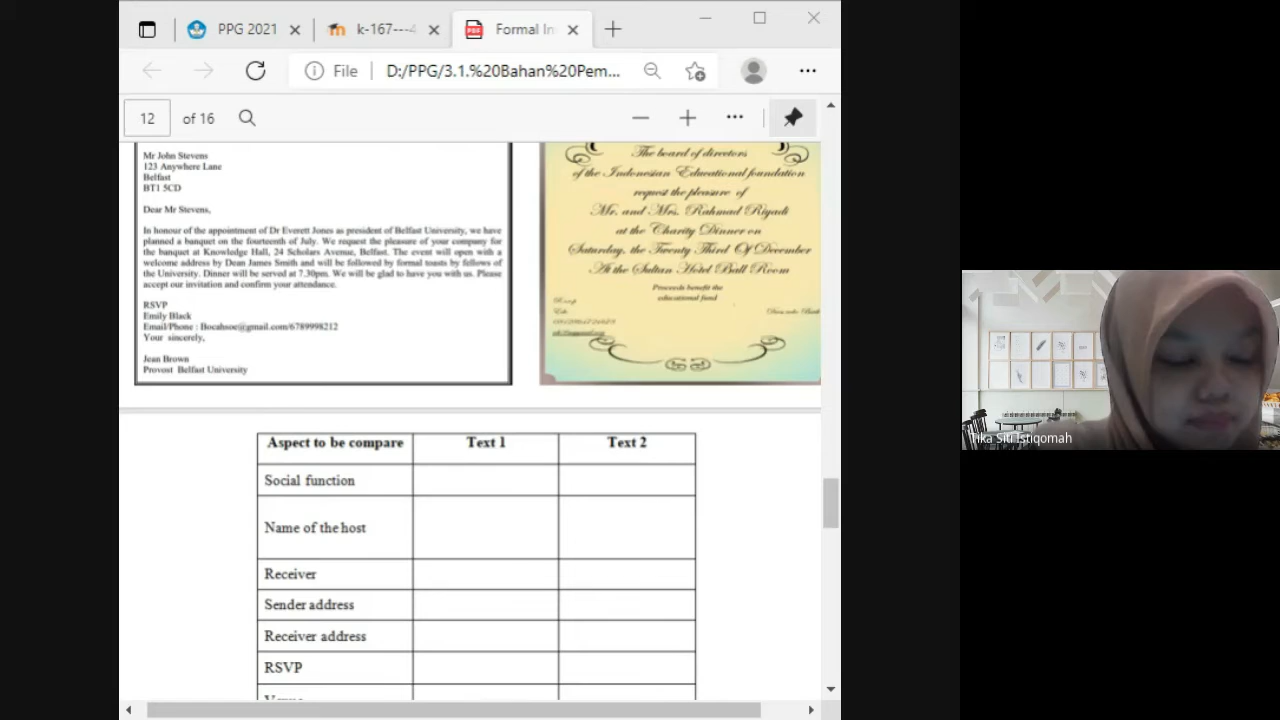 PPG 2021
k-167---4
Formal In
File
D:/PPG/3.1.%20Bahan%20Pem...
12
of 16
Mr John Stevens
123 Anywhere Lane
Belfast
BT1 5CD
Dear Mr Stevens,
In honour of the appointment of Dr Everett Jones as president of Belfast University, we have
planned a banquet on the fourteenth of July. We request the pleasure of your company for
the banquet at Knowledge Hall, 24 Scholars Avenue, Belfast. The event will open with a
welcome address by Dean James Smith and will be followed by formal toasts by fellows of
the University. Dinner will be served at 7.30pm. We will be glad to have you with us. Please
accept our invitation and confirm your attendance.
RSVP
Emily Black
Email/Phone : Bocahsoe@gmail.com/6789998212
Your sincerely,
Jean Brown
Provost Belfast University
The board of directors
of the Indonesian Educational foundation
request the pleasure of
Mr. and Mrs. Rahmad Riyadi
at the Charity Dinner on
Saturday, the Twenty Third Of December
At the Sultan Hotel Ball Room
Proceeds benefit the
educational fund
Aspect to be compare Text 1 Text 2
Social function
Name of the host
Receiver
Sender address
Receiver address
RSVP
Tika Siti Istiqomah